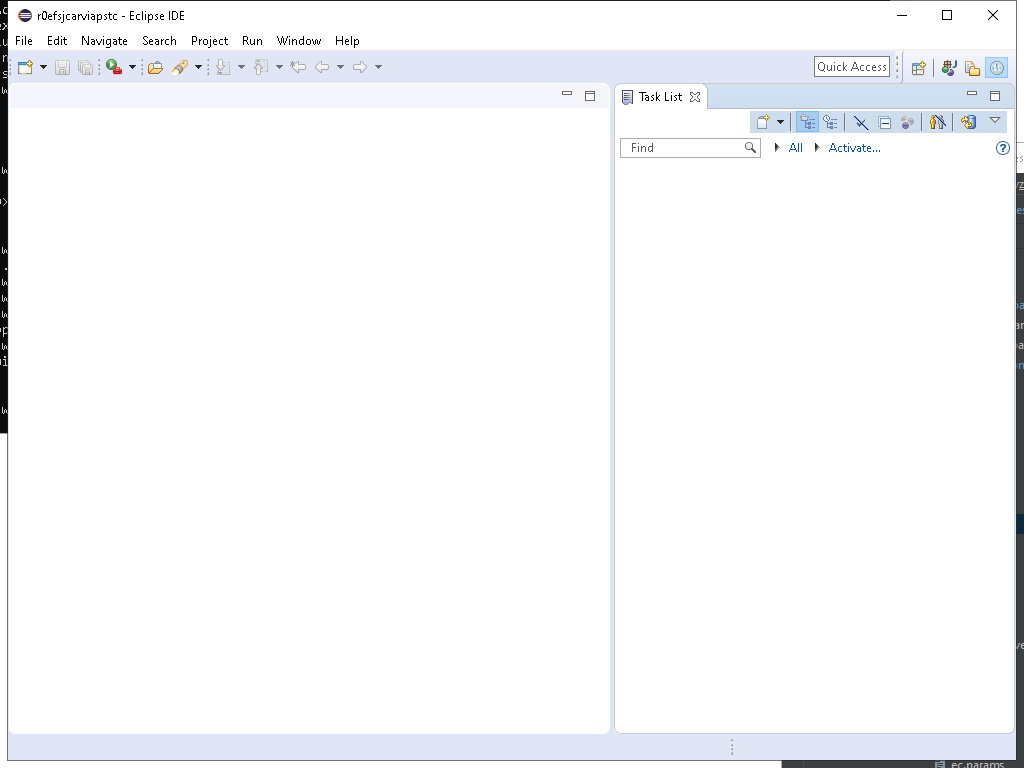 r0efsjcarviapstc - Eclipse IDE
File Edit Navigate Search Project Run Window Help
Quick Access
Task List
Find All Activate...
ec.params